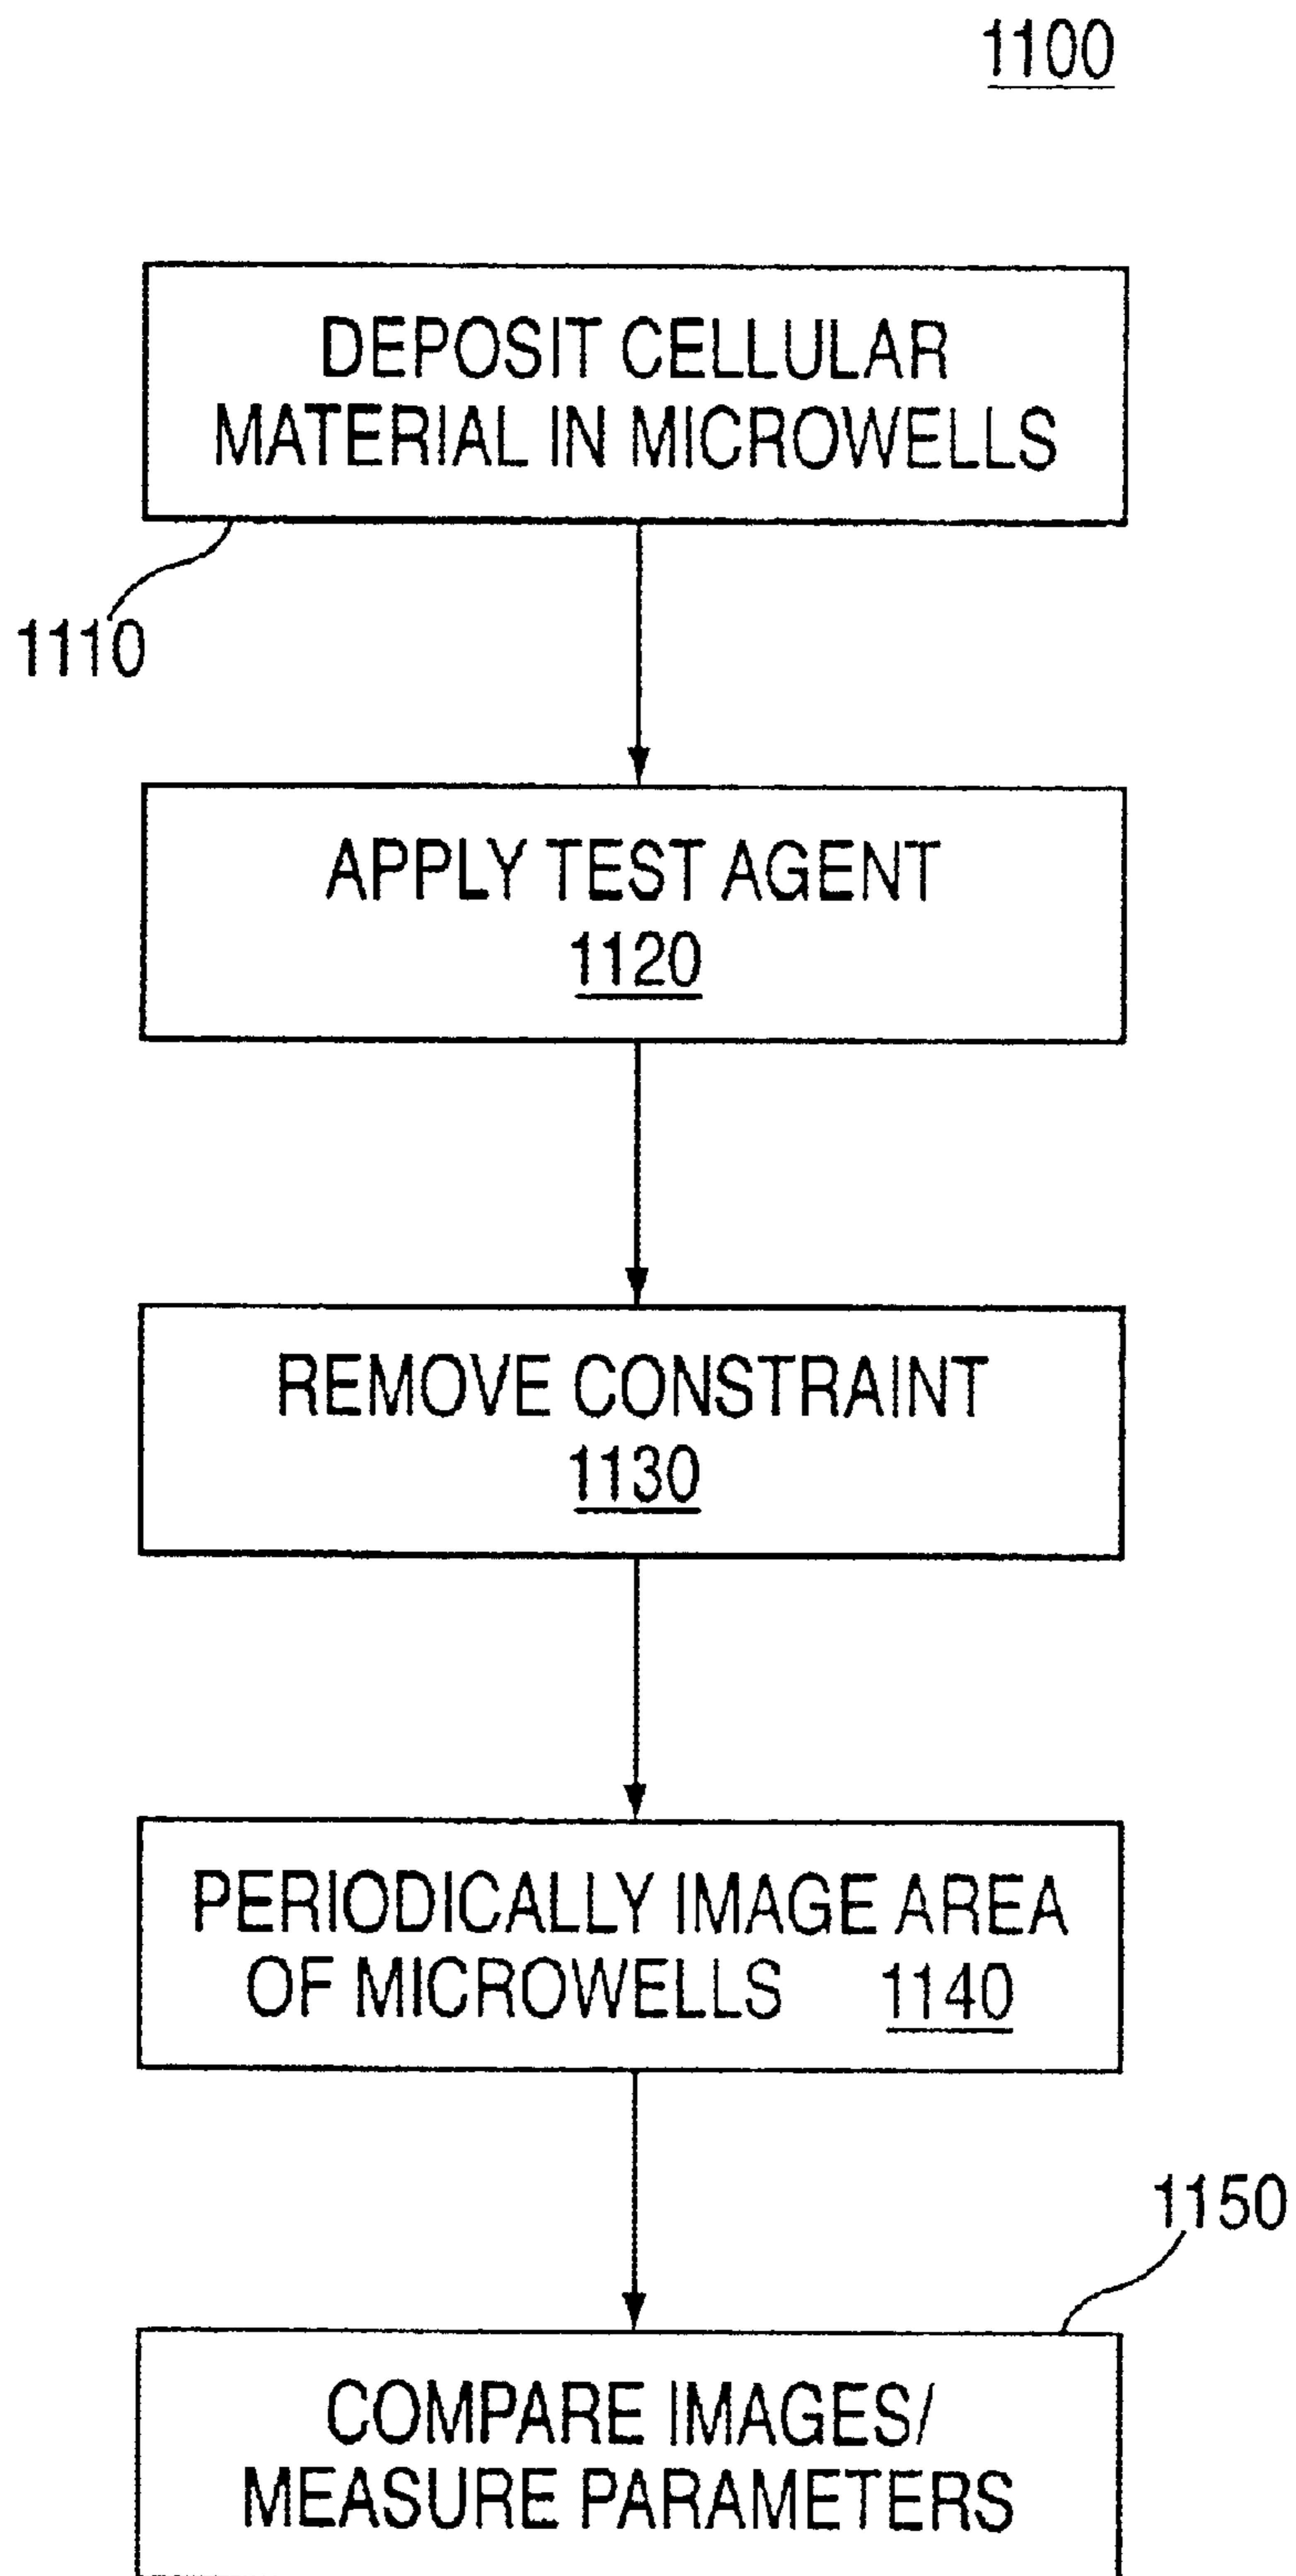 1100
DEPOSIT CELLULAR
MATERIAL IN MICROWELLS
1110
APPLY TEST AGENT
1120
REMOVE CONSTRAINT
1130
PERIODICALLY IMAGE AREA
OF MICROWELLS 1140
1150
COMPARE IMAGES/
MEASURE PARAMETERS